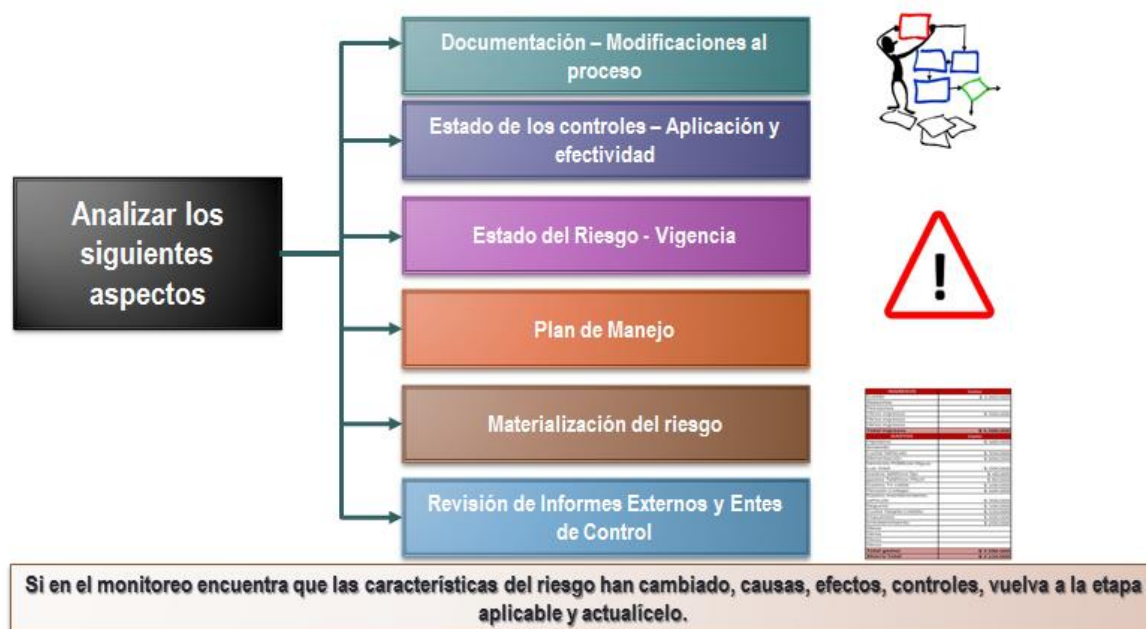 Documentación – Modificaciones al
proceso
Estado de los controles – Aplicación y
efectividad
Analizar los
siguientes
aspectos
Estado del Riesgo - Vigencia
!
Plan de Manejo
Materialización del riesgo
Revisión de Informes Externos y Entes
de Control
Si en el monitoreo encuentra que las características del riesgo han cambiado, causas, efectos, controles, vuelva a la etapa
aplicable y actualícelo.